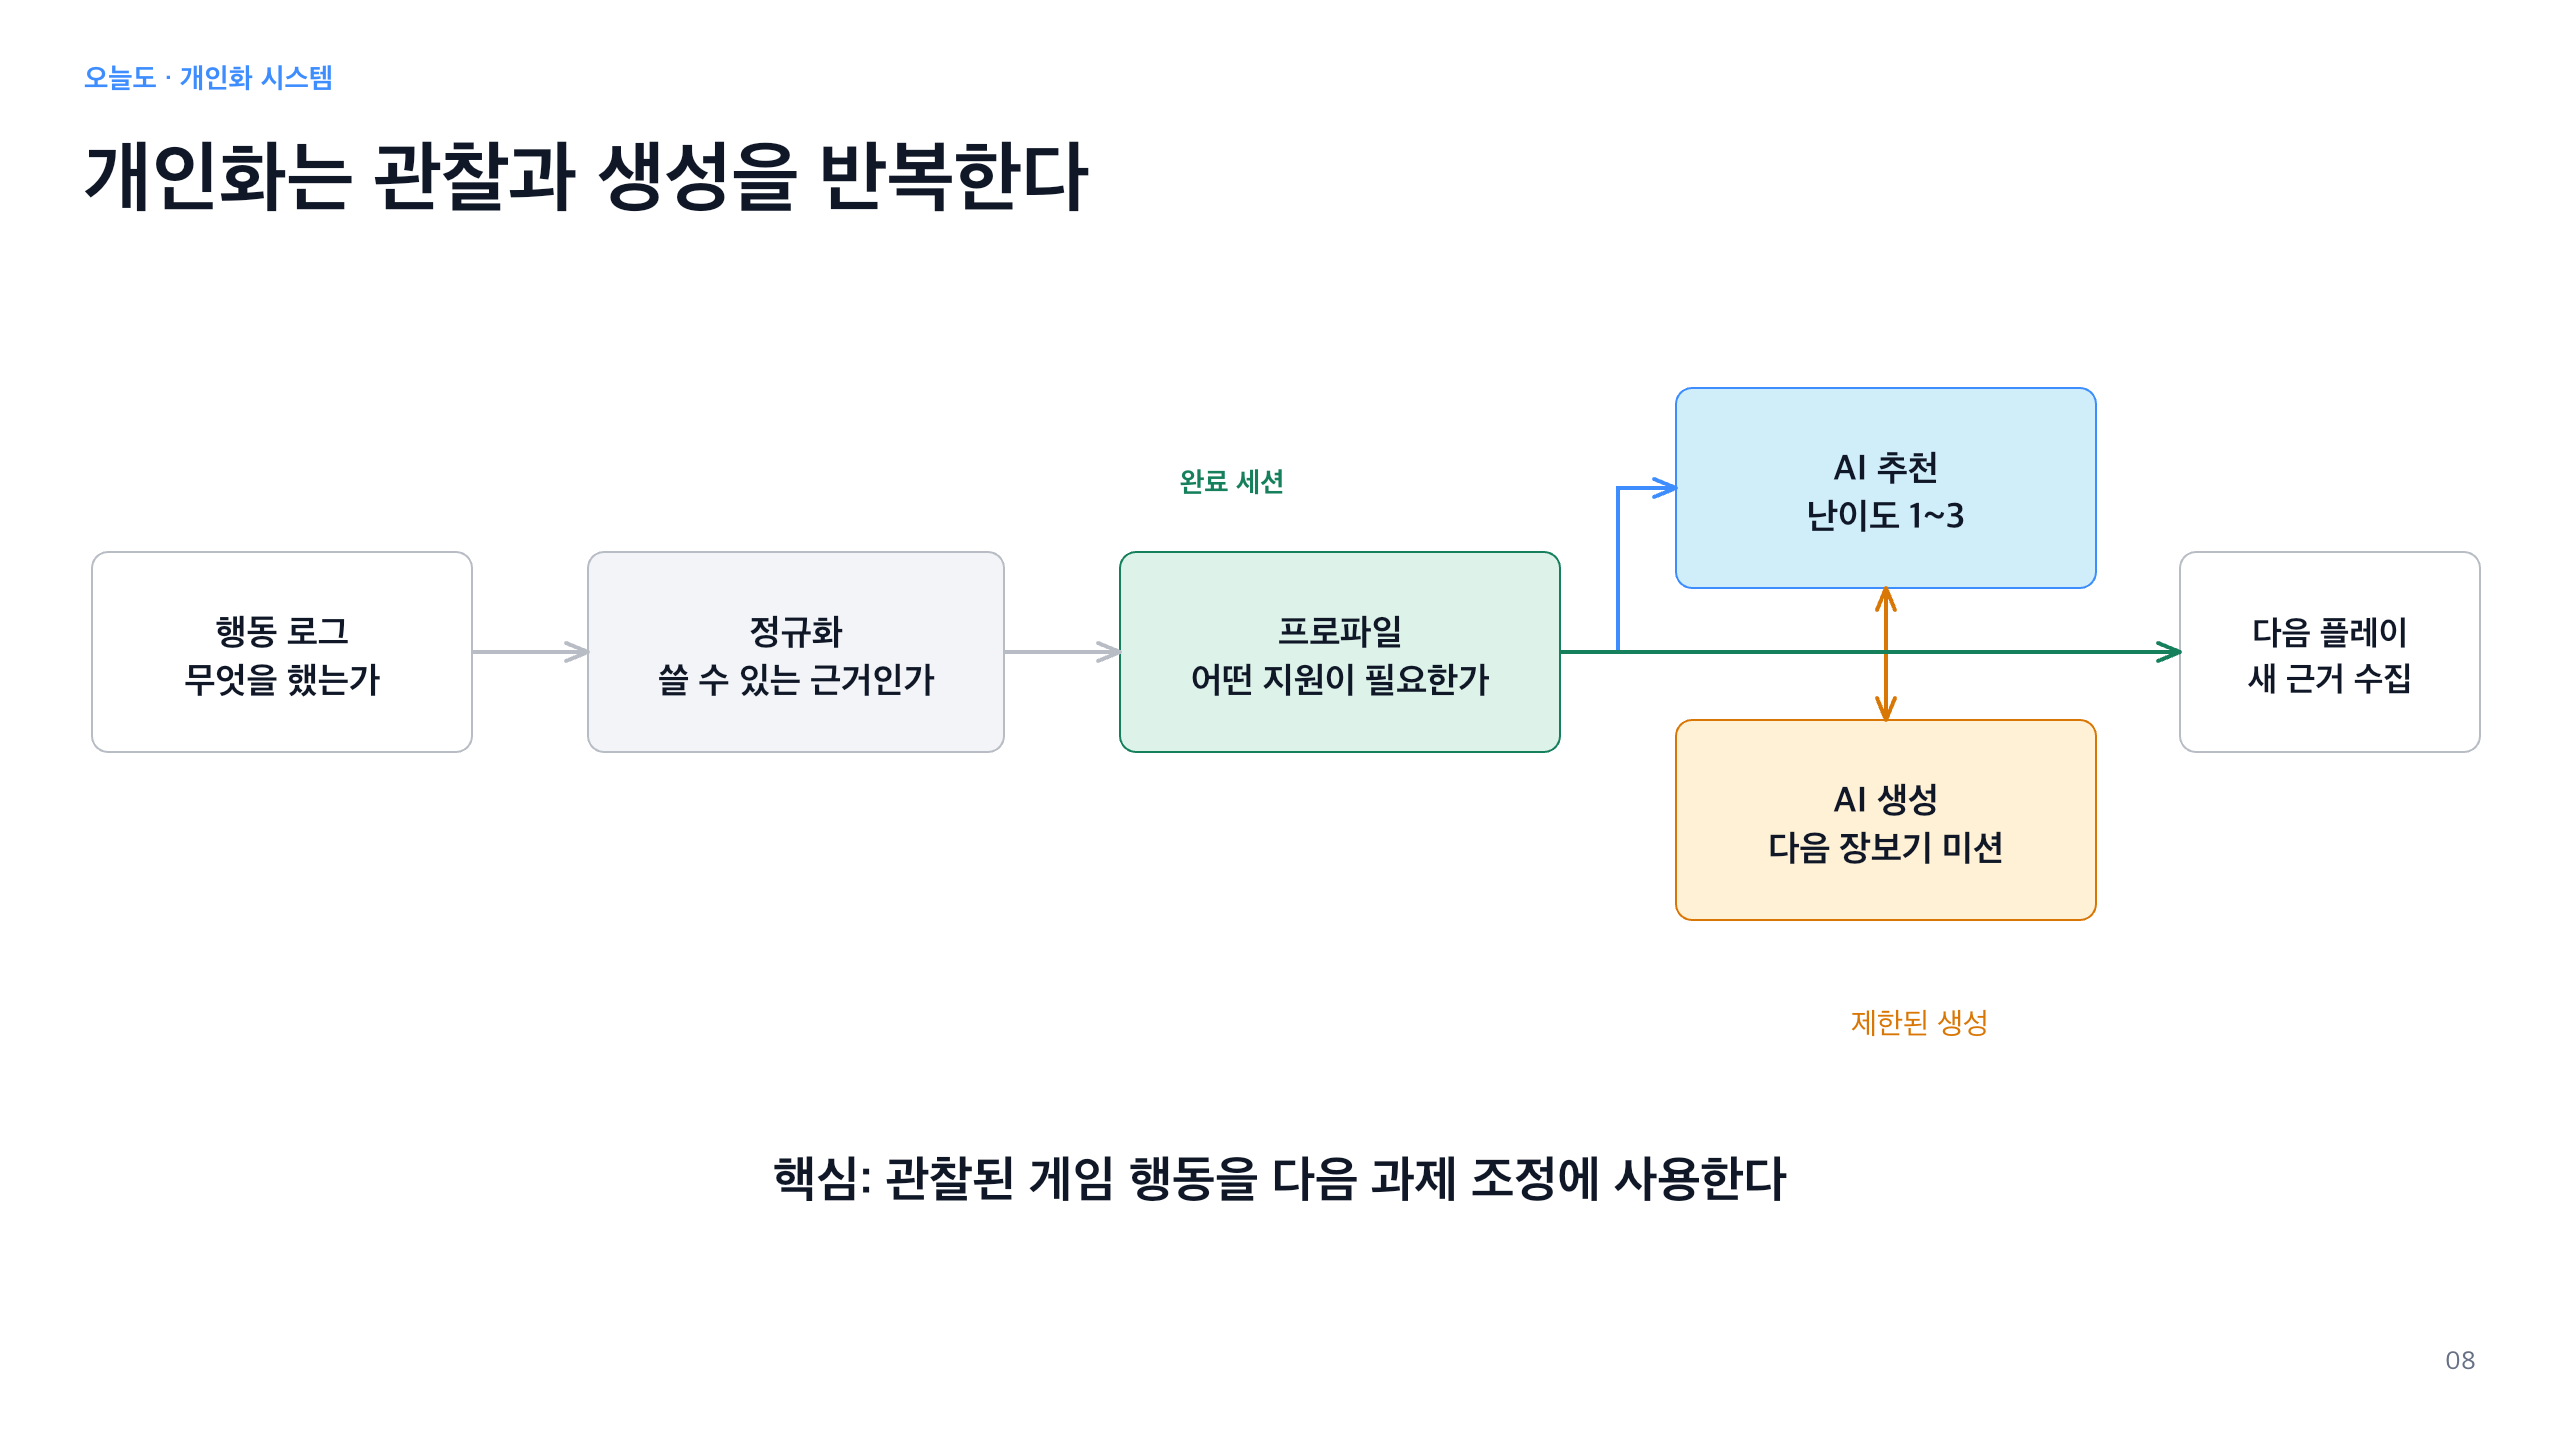 오늘도 · 개인화 시스템
개인화는 관찰과 생성을 반복한다
완료 세션
행동 로그
무엇을 했는가
정규화
쓸 수 있는 근거인가
프로파일
어떤 지원이 필요한가
AI 추천
난이도 1~3
AI 생성
다음 장보기 미션
다음 플레이
새 근거 수집
제한된 생성
핵심: 관찰된 게임 행동을 다음 과제 조정에 사용한다
08